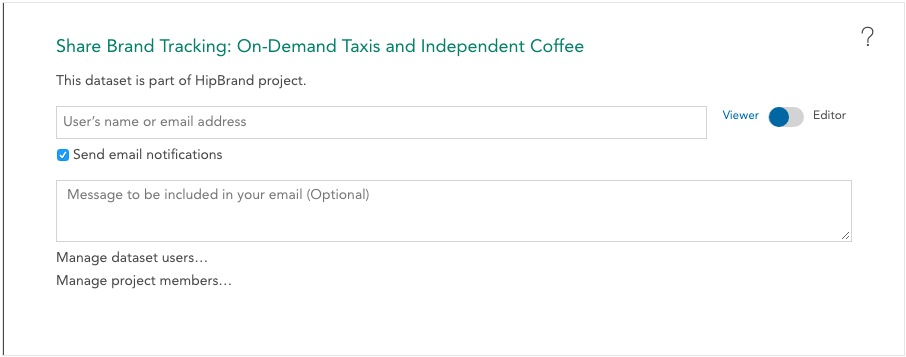 Share Brand Tracking: On-Demand Taxis and Independent Coffee
?
This dataset is part of HipBrand project.
User's name or email address
Viewer Editor
Send email notifications
Message to be included in your email (Optional)
Manage dataset users…
Manage project members…